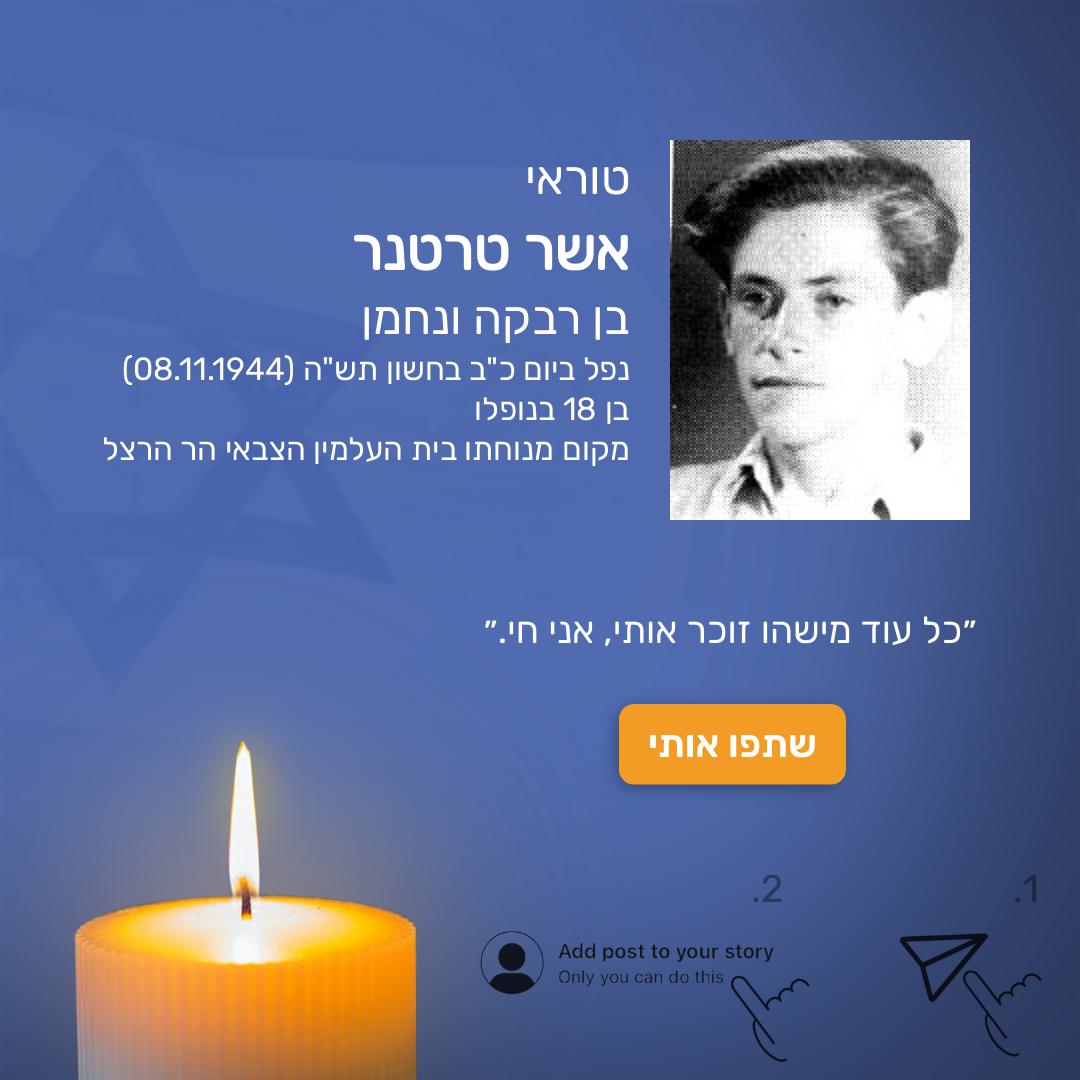 טוראי
אשר טרטנר
בן רבקה ונחמן
נפל ביום כ"ב בחשון תש"ה (08.11.1944)
בן 18 בנופלו
מקום מנוחתו בית העלמין הצבאי הר הרצל
״כל עוד מישהו זוכר אותי, אני חי.״
שתפו אותי
1.
2.
Add post to your story
Only you can do this